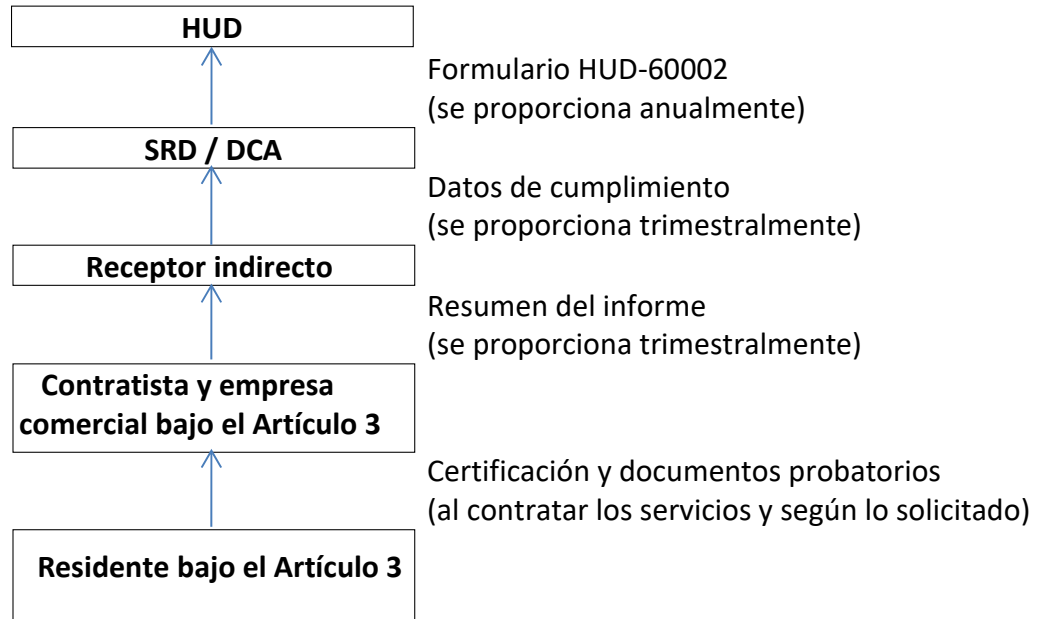 HUD
Formulario HUD-60002
(se proporciona anualmente)
SRD / DCA
Datos de cumplimiento
(se proporciona trimestralmente)
Receptor indirecto
Resumen del informe
(se proporciona trimestralmente)
Contratista y empresa
comercial bajo el Artículo 3
Certificación y documentos probatorios
(al contratar los servicios y según lo solicitado)
Residente bajo el Artículo 3